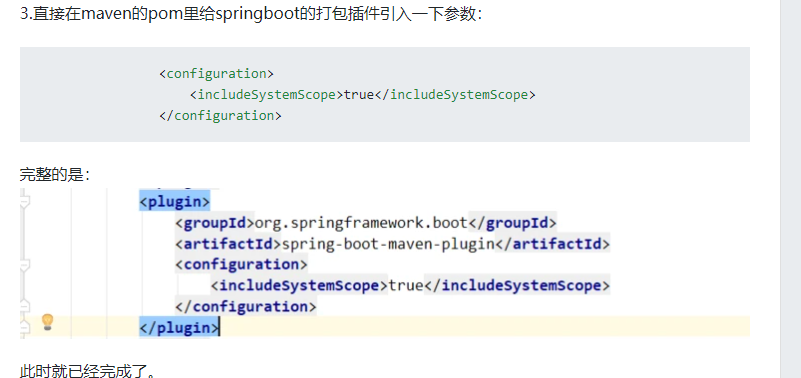 3.直接在maven的pom里给springboot的打包插件引入一下参数：
<configuration>
<includeSystemScope>true</includeSystemScope>
</configuration>
完整的是：
<plugin>
<groupId>org.springframework.boot</groupId>
<artifactId>spring-boot-maven-plugin</artifactId>
<configuration>
<includeSystemScope>true</includeSystemScope>
</configuration>
</plugin>
此时就已经完成了。